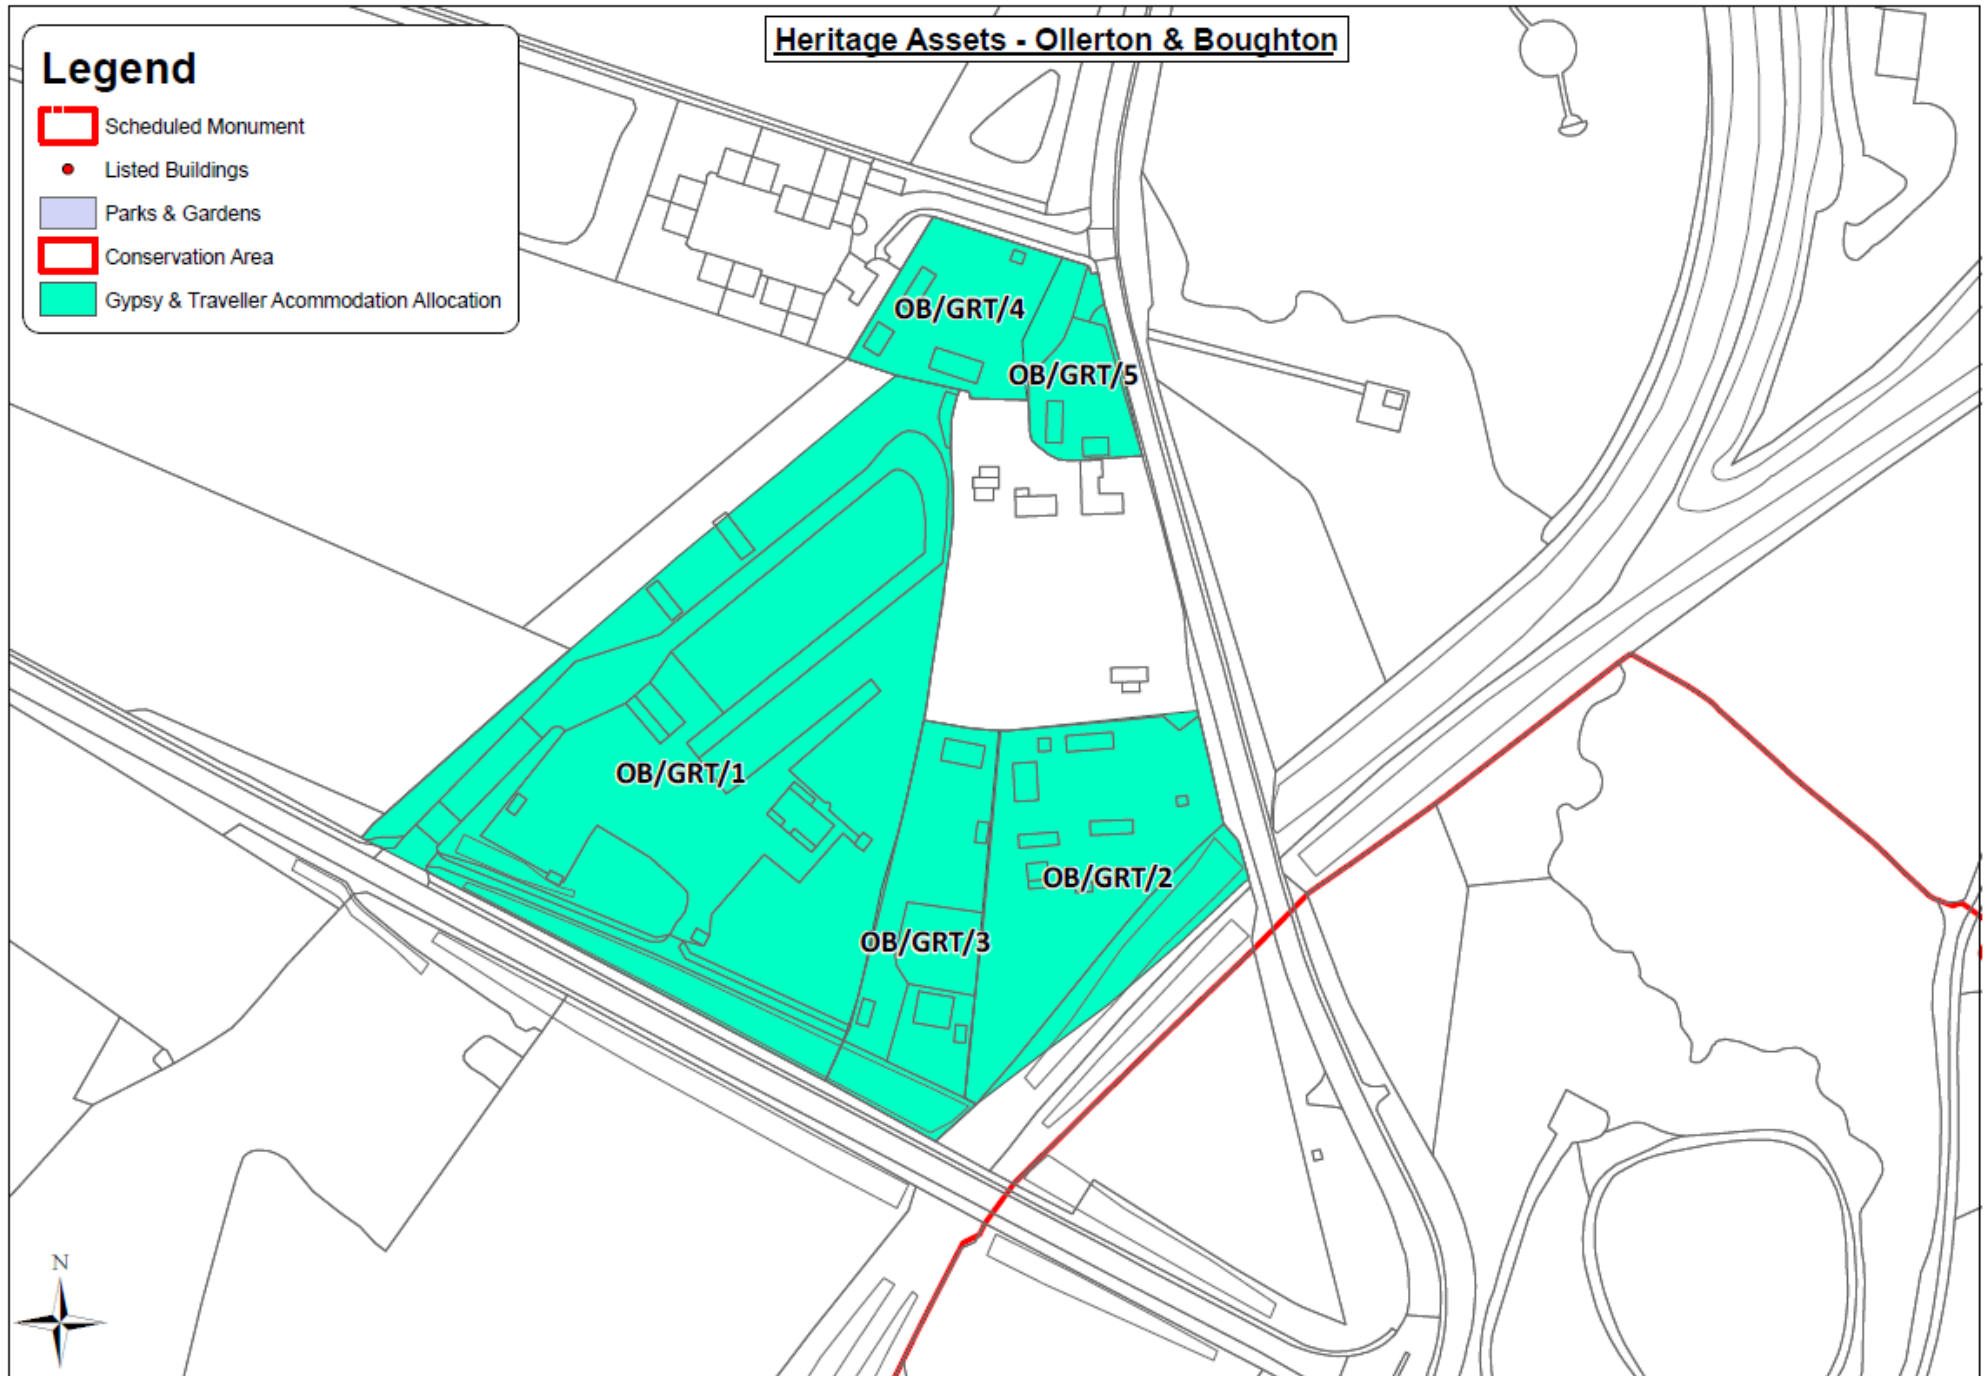 Heritage Assets - Ollerton & Boughton
Legend
Scheduled Monument
Listed Buildings
Parks & Gardens
Conservation Area
Gypsy & Traveller Acommodation Allocation
OB/GRT/4
OB/GRT/5
OB/GRT/1
OB/GRT/2
OB/GRT/3
N